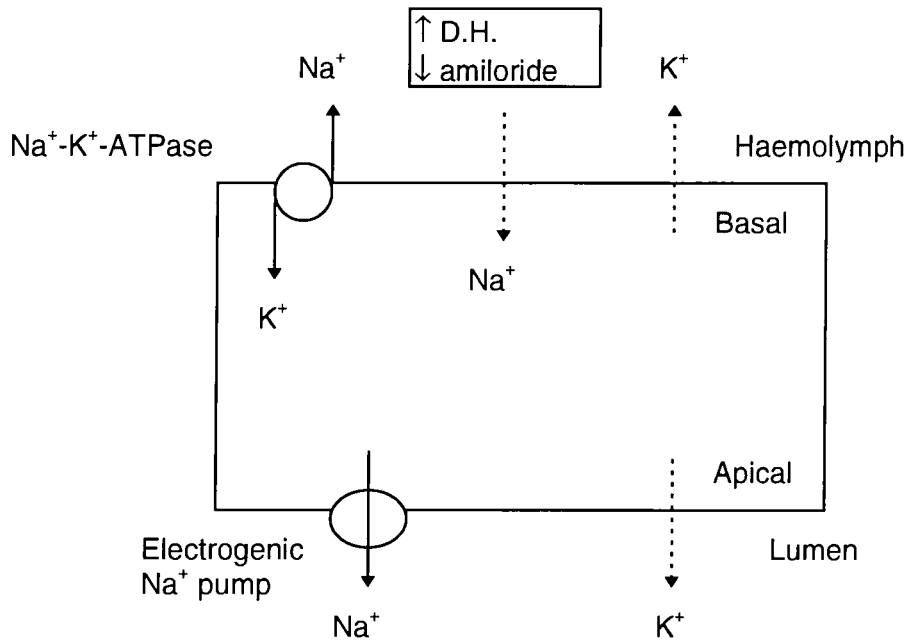 ↑ D.H.
↓ amiloride
Na⁺
K⁺
Na⁺-K⁺-ATPase
Haemolymph
Basal
Na⁺
K⁺
Apical
Electrogenic
Na⁺ pump
Lumen
Na⁺
K⁺